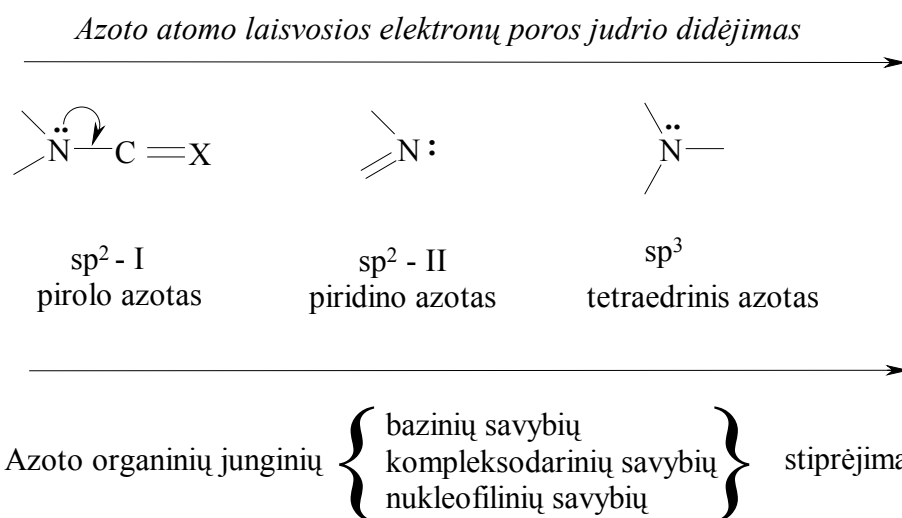 Azoto atomo laisvosios elektronų poros judrio didėjimas
N C X N N
sp² - I sp² - II sp³
pirolo azotas piridino azotas tetraedrinis azotas
bazinių savybių
Azoto organinių junginių { kompleksodarinių savybių } stiprėjima
nukleofilinių savybių